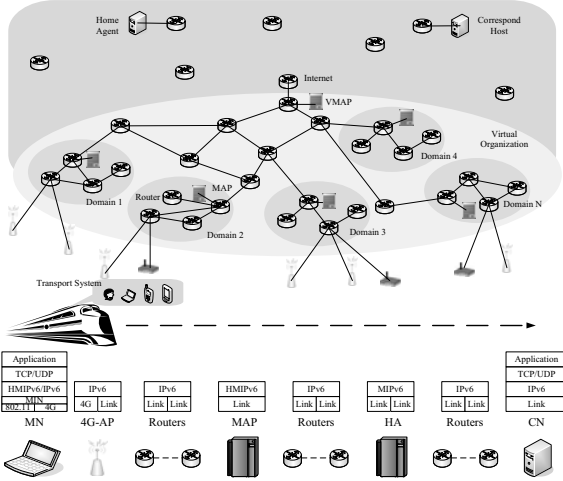 Home
Agent
Correspond
Host
Internet
VMAP
Virtual
Organization
Domain 4
MAP
Domain 1
Router
Domain N
Domain 2
Domain 3
Transport System
Application
TCP/UDP
HMIPv6/IPv6
MIN
802.11 4G
MN
IPv6
4G Link
4G-AP
IPv6
Link Link
Routers
HMIPv6
Link
MAP
IPv6
Link Link
Routers
MIPv6
Link Link
HA
IPv6
Link Link
Routers
Application
TCP/UDP
IPv6
Link
CN